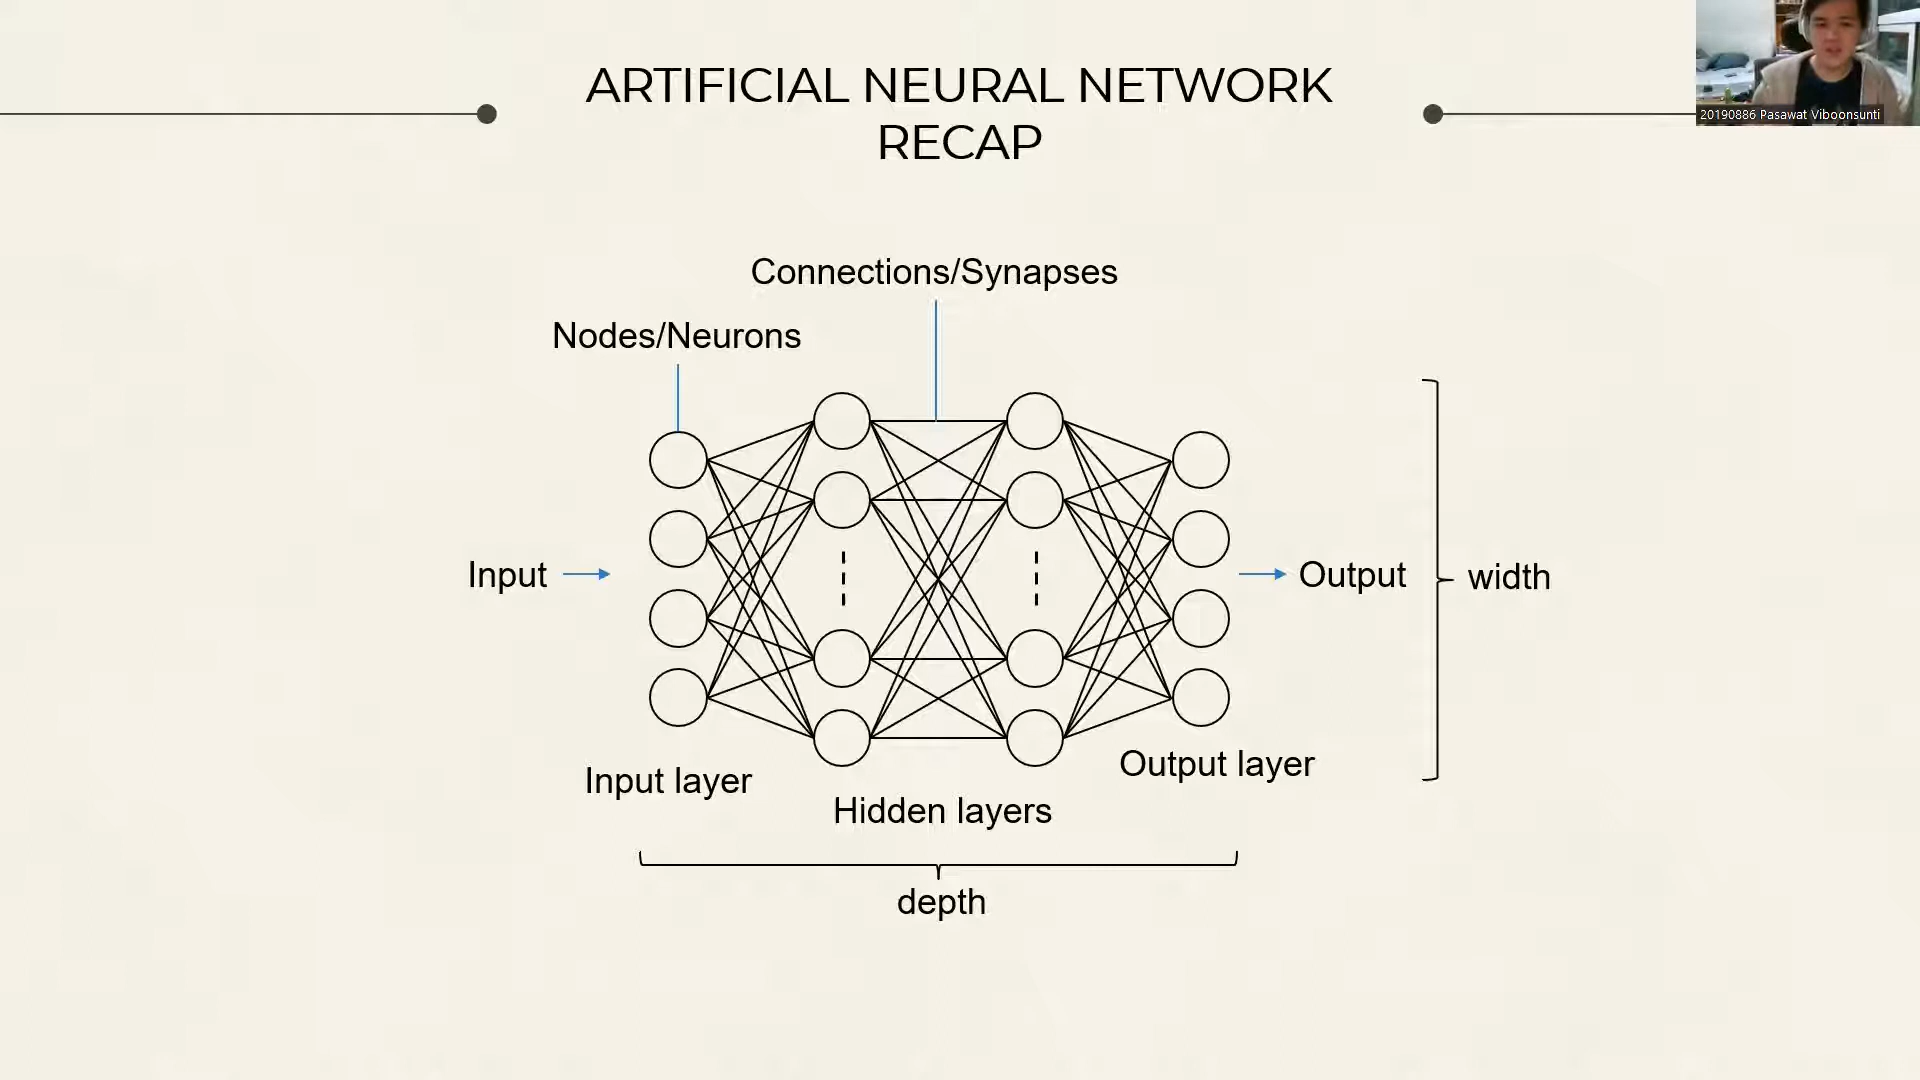 ARTIFICIAL NEURAL NETWORK
RECAP
20190886 Pasawat Viboonsunti
Connections/Synapses
Nodes/Neurons
Input
Output
width
Input layer
Output layer
Hidden layers
depth